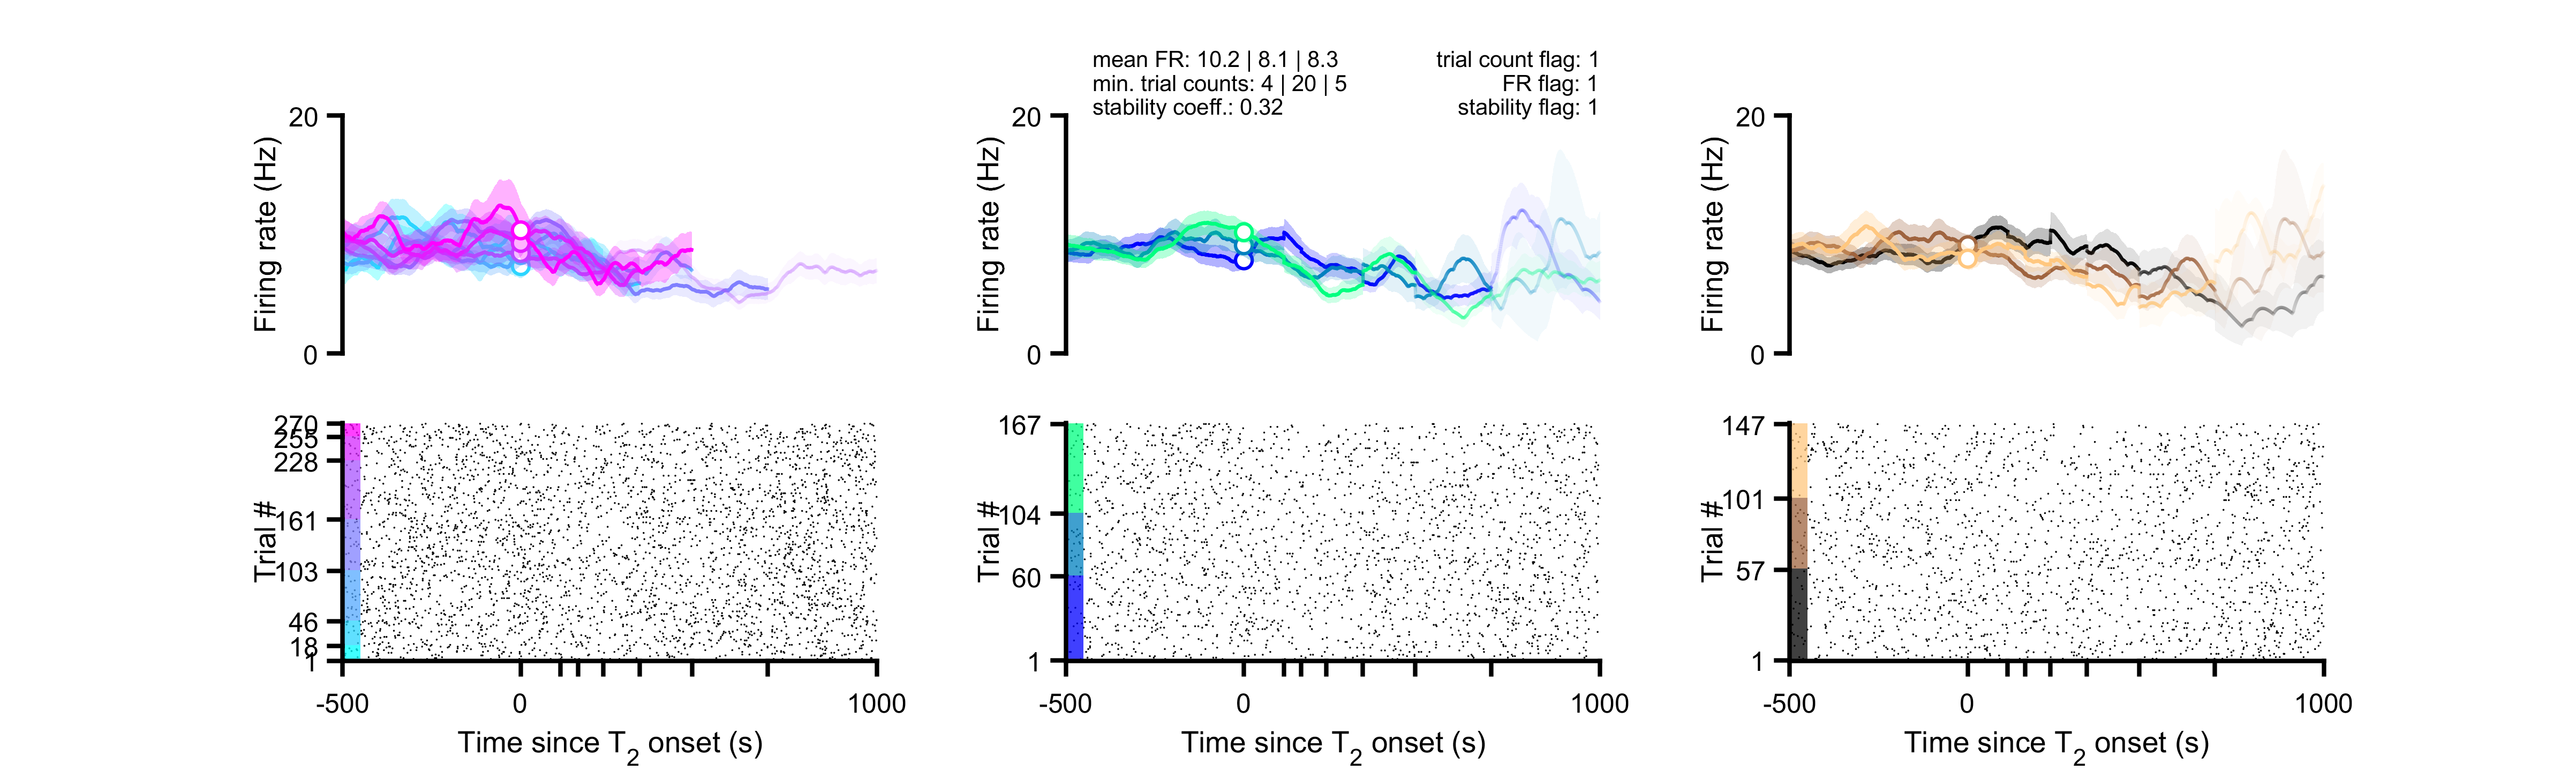 mean FR: 10.2 | 8.1 | 8.3
min. trial counts: 4 | 20 | 5
stability coeff.: 0.32
trial count flag: 1
FR flag: 1
stability flag: 1
20
Firing rate (Hz)
0
20
Firing rate (Hz)
0
20
Firing rate (Hz)
0
270
255
228
161
103
46
18
1
Trial #
-500
0
1000
Time since T2 onset (s)
167
104
60
1
Trial #
-500
0
1000
Time since T2 onset (s)
147
101
57
1
Trial #
-500
0
1000
Time since T2 onset (s)